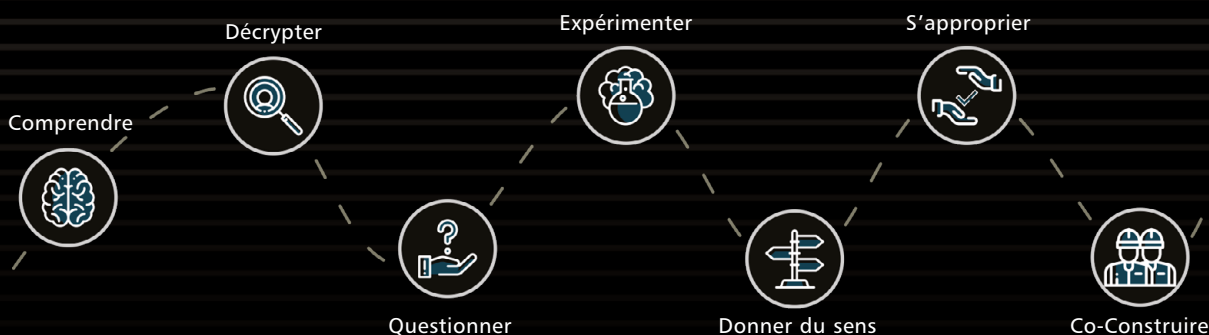 Comprendre
Décrypter
Questionner
Expérimenter
Donner du sens
S’approprier
Co-Construire